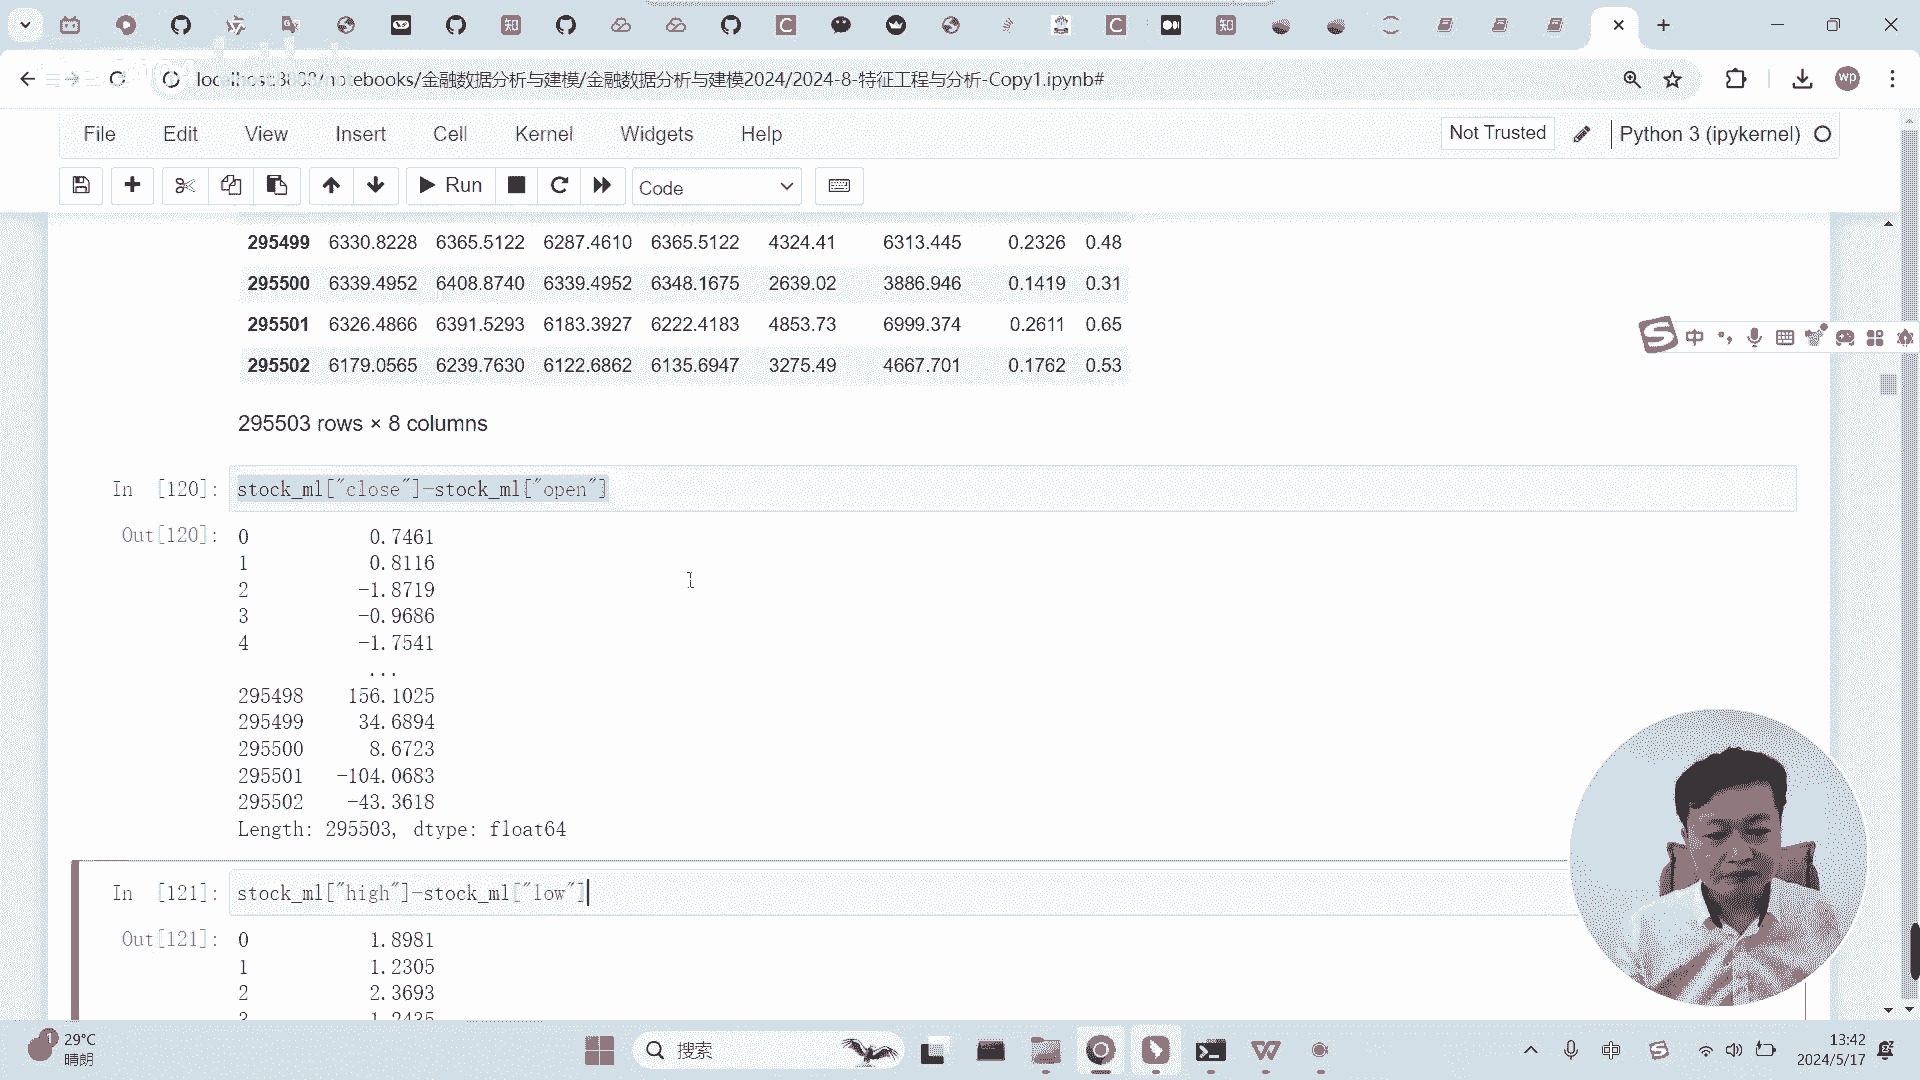 localhost:8888/notebooks/金融数据分析与建模/金融数据分析与建模2024/2024-8-特征工程与分析-Copy1.ipynb#
wp
File Edit View Insert Cell Kernel Widgets Help
Not Trusted
Python 3 (ipykernel)
Run
Code
295499 6330.8228 6365.5122 6287.4610 6365.5122 4324.41 6313.445 0.2326 0.48
295500 6339.4952 6408.8740 6339.4952 6348.1675 2639.02 3886.946 0.1419 0.31
295501 6326.4866 6391.5293 6183.3927 6222.4183 4853.73 6999.374 0.2611 0.65
295502 6179.0565 6239.7630 6122.6862 6135.6947 3275.49 4667.701 0.1762 0.53
295503 rows × 8 columns
In [120]: stock_ml["close"]-stock_ml["open"]
Out[120]: 0 0.7461
1 0.8116
2 -1.8719
3 -0.9686
4 -1.7541
...
295498 156.1025
295499 34.6894
295500 8.6723
295501 -104.0683
295502 -43.3618
Length: 295503, dtype: float64
In [121]: stock_ml["high"]-stock_ml["low"]
Out[121]: 0 1.8981
1 1.2305
2 2.3693
3 1.2435
中
1
29°C
晴朗
搜索
中
13:42
2024/5/17